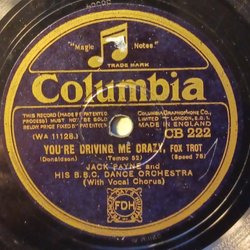 "Magic Notes"
TRADE MARK
Columbia
THIS RECORD (MADE BY PATENTED
PROCESS) MUST NOT BE RE-SOLD
BELOW PRICE FIXED BY PATENTEES
COLUMBIA GRAPHOPHONE CO.
LIMITED LONDON, E.C.1.
MADE IN ENGLAND
(WA 11128.)
CB 222
YOU'RE DRIVING ME CRAZY, FOX TROT
(Donaldson) (Tempo 52) (Speed 78)
JACK PAYNE and
HIS B.B.C. DANCE ORCHESTRA
(With Vocal Chorus)
FDH